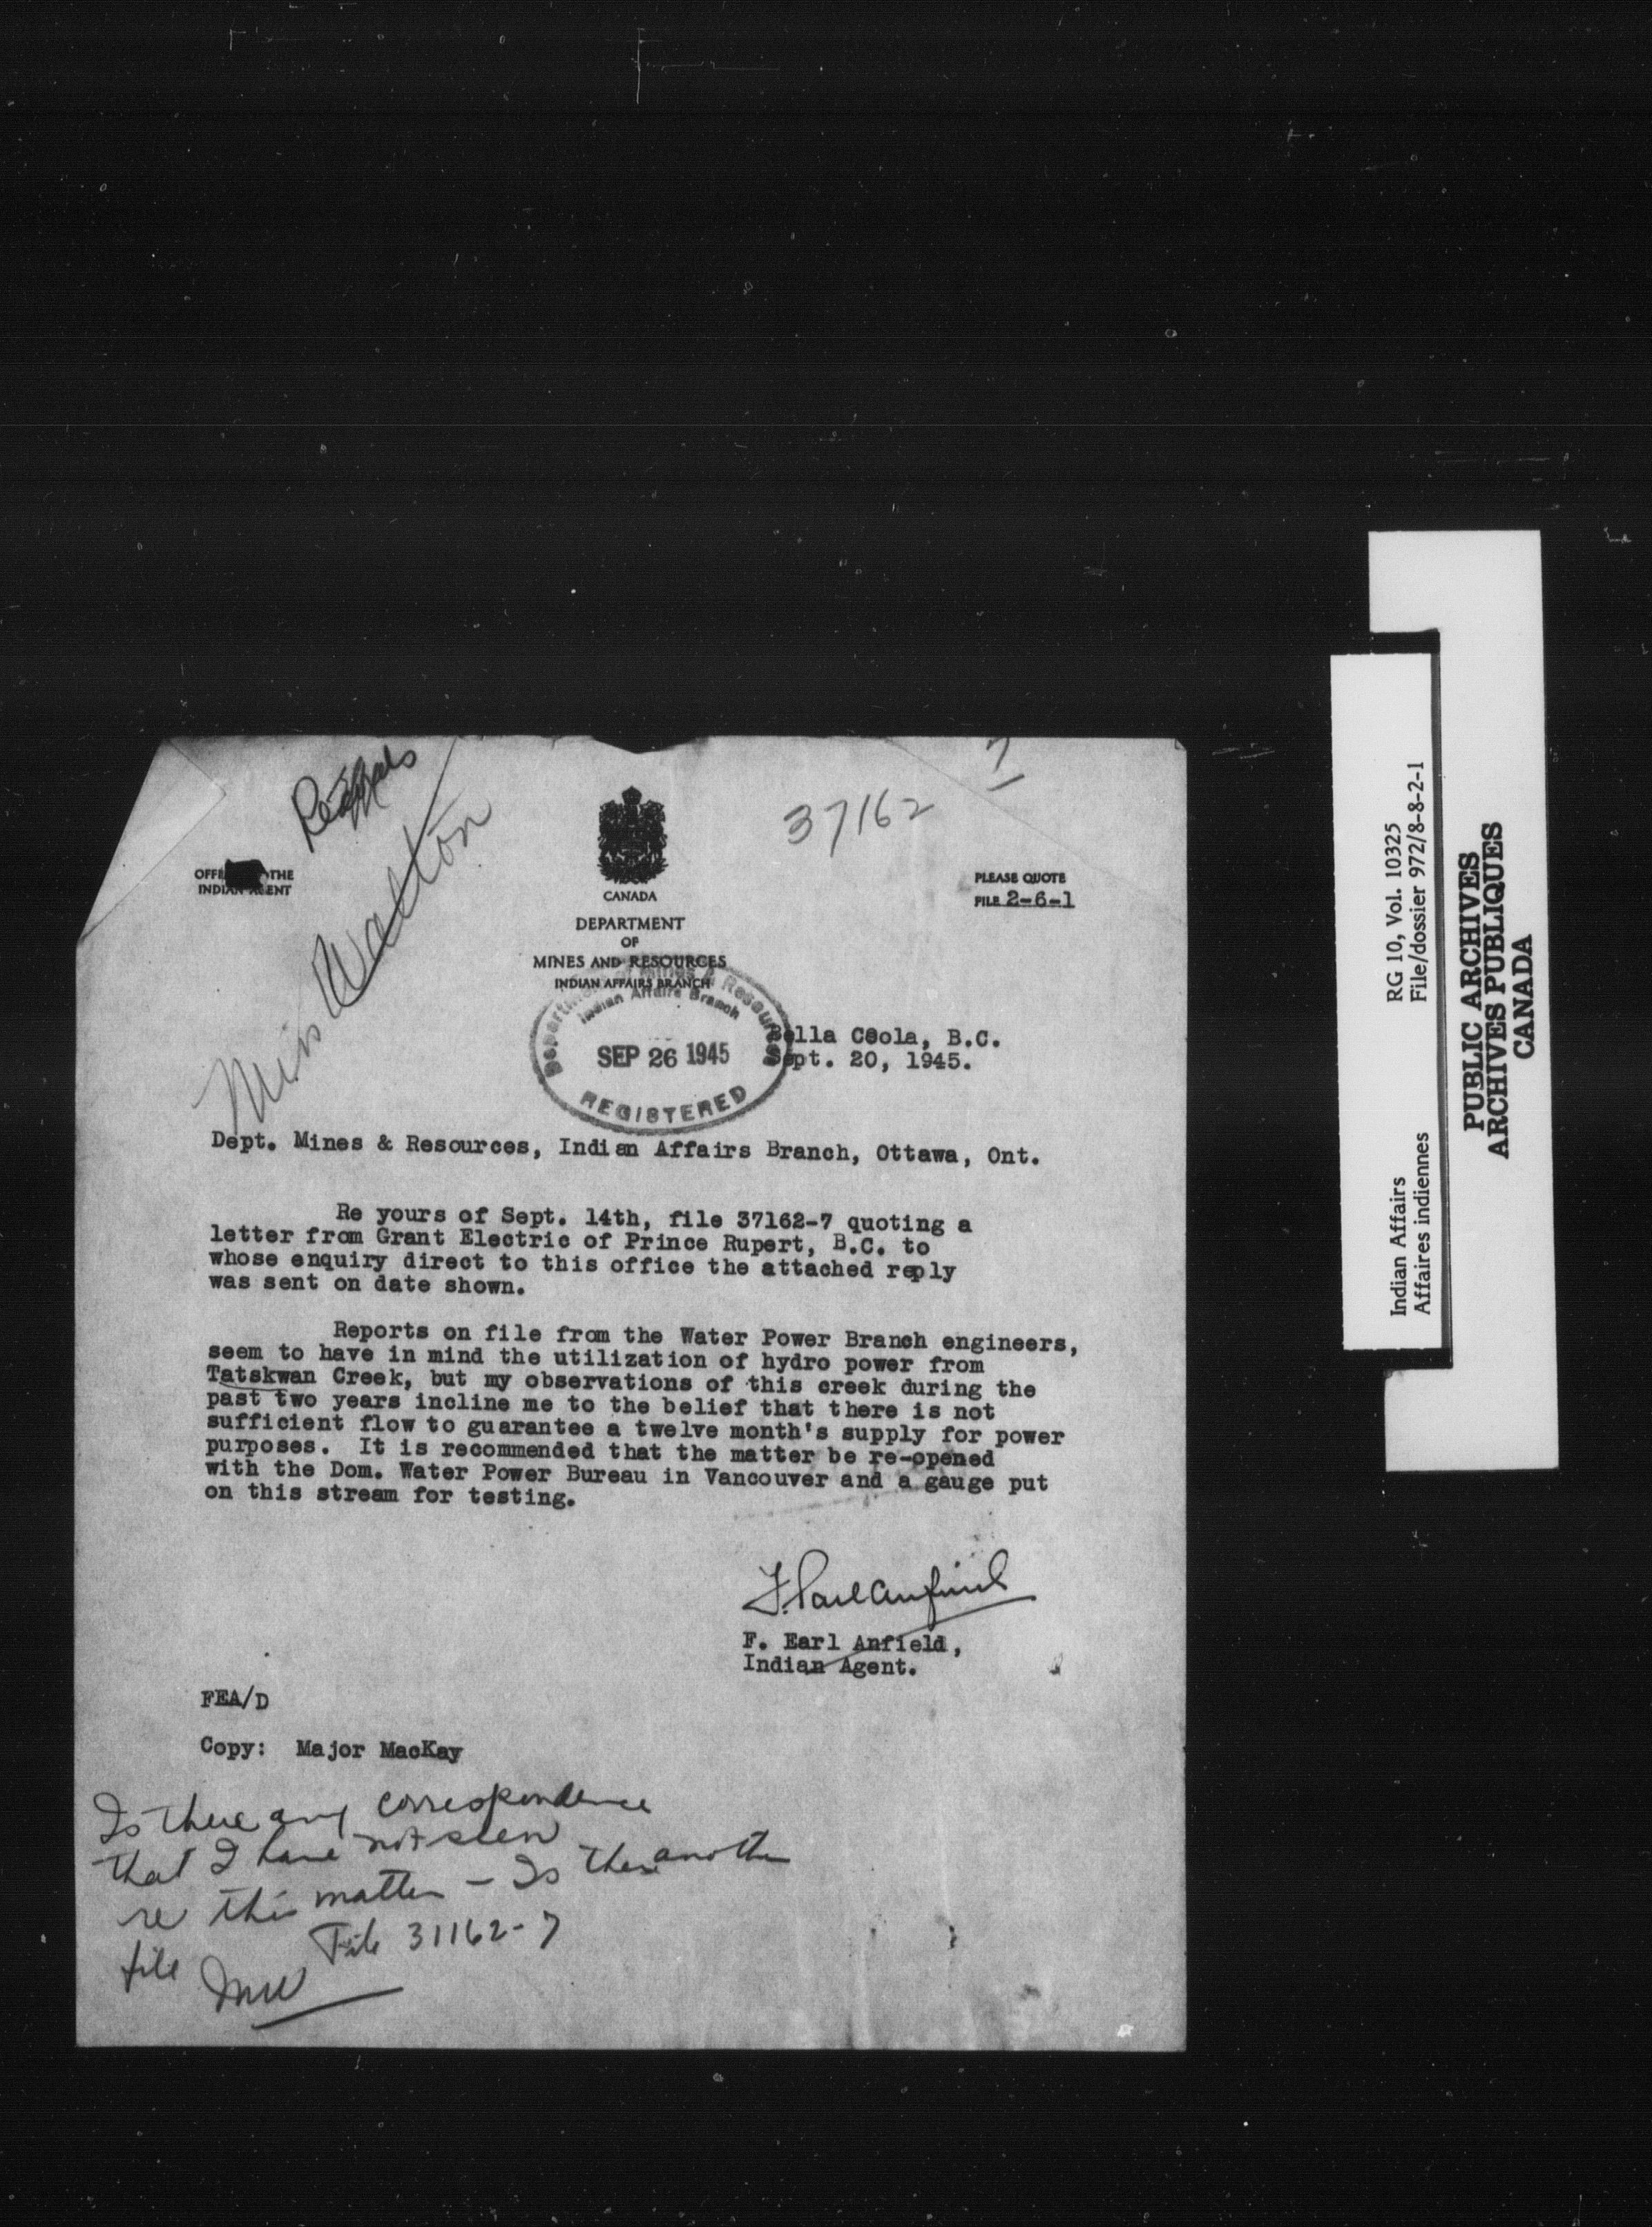 Miss Walton
37162
7
CANADA
DEPARTMENT
OF
MINES AND RESOURCES
INDIAN AFFAIRS BRANCH
THE
INDIAN AGENT
PLEASE QUOTE
FILE 2-6-1
Department of Mines & Resources
Indian Affairs Branch
SEP 26 1945
REGISTERED
Bella Coola, B.C.
Sept. 20, 1945.
Dept. Mines & Resources, Indian Affairs Branch, Ottawa, Ont.
Re yours of Sept. 14th, file 37162-7 quoting a
letter from Grant Electric of Prince Rupert, B.C. to
whose enquiry direct to this office the attached reply
was sent on date shown.
Reports on file from the Water Power Branch engineers,
seem to have in mind the utilization of hydro power from
Tatskwan Creek, but my observations of this creek during the
past two years incline me to the belief that there is not
sufficient flow to guarantee a twelve month's supply for power
purposes. It is recommended that the matter be re-opened
with the Dom. Water Power Bureau in Vancouver and a gauge put
on this stream for testing.
F. Earl Anfield
F. Earl Anfield,
Indian Agent.
FEA/D
Copy: Major MacKay
Is there any correspondence
that I have not seen
re this matter - Is there another
file File 31162-7
MW
RG 10, Vol. 10325
File/dossier 972/8-8-2-1
Indian Affairs
Affaires indiennes
PUBLIC ARCHIVES
ARCHIVES PUBLIQUES
CANADA